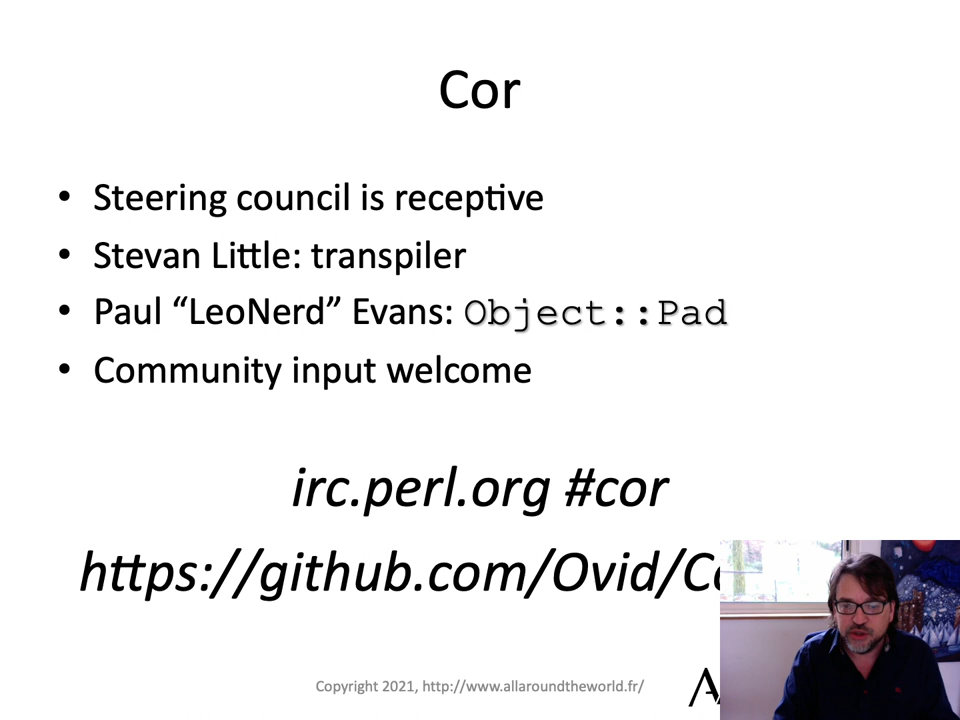 Cor
• Steering council is receptive
• Stevan Little: transpiler
• Paul “LeoNerd” Evans: Object::Pad
• Community input welcome
irc.perl.org #cor
https://github.com/Ovid/
Copyright 2021, http://www.allaroundtheworld.fr/